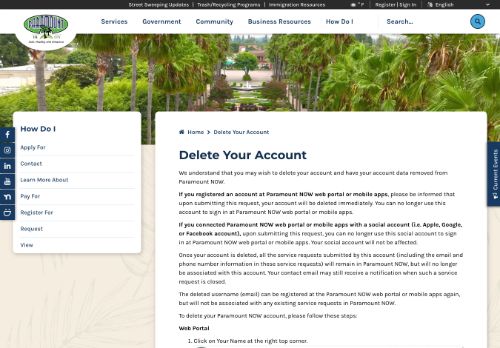 Street Sweeping Updates | Trash/Recycling Programs | Immigration Resources
° F | Register | Sign In | English
PARAMOUNT
Services Government Community Business Resources How Do I Search...
How Do I
Apply For
Contact
Learn More About
Pay For
Register For
Request
View
Home > Delete Your Account
Delete Your Account
We understand that you may wish to delete your account and have your account data removed from
Paramount NOW.
If you registered an account at Paramount NOW web portal or mobile apps, please be informed that
upon submitting this request, your account will be deleted immediately. You can no longer use this
account to sign in at Paramount NOW web portal or mobile apps.
If you connected Paramount NOW web portal or mobile apps with a social account (i.e. Apple, Google,
or Facebook account), upon submitting this request, you can no longer use this social account to sign
in at Paramount NOW web portal or mobile apps. Your social account will not be affected.
Once your account is deleted, all the service requests submitted by this account (including the email and
phone number information in these service requests) will remain in Paramount NOW, but will no longer
be associated with this account. Your contact email may still receive a notification when such a service
request is closed.
The deleted username (email) can be registered at the Paramount NOW web portal or mobile apps again,
but will not be associated with any existing service requests in Paramount NOW.
To delete your Paramount NOW account, please follow these steps:
Web Portal
1. Click on Your Name at the right top corner.
Current Events